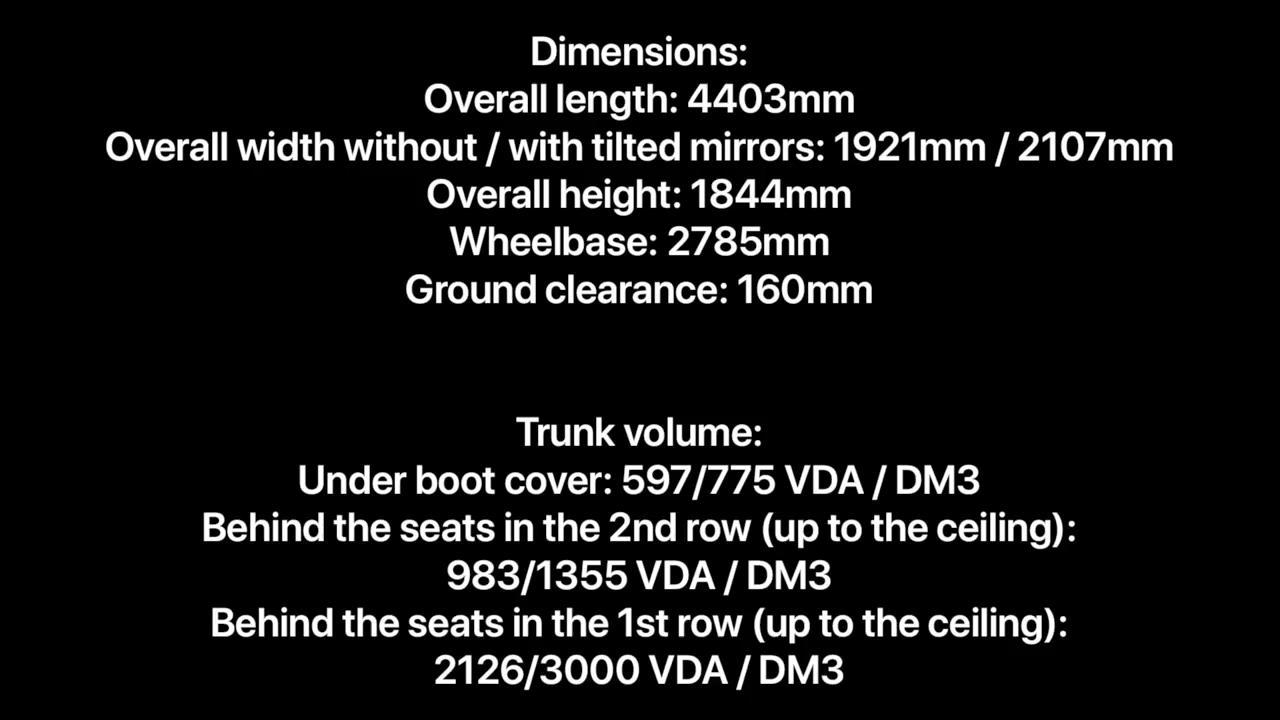 Dimensions:
Overall length: 4403mm
Overall width without / with tilted mirrors: 1921mm / 2107mm
Overall height: 1844mm
Wheelbase: 2785mm
Ground clearance: 160mm
Trunk volume:
Under boot cover: 597/775 VDA / DM3
Behind the seats in the 2nd row (up to the ceiling):
983/1355 VDA / DM3
Behind the seats in the 1st row (up to the ceiling):
2126/3000 VDA / DM3